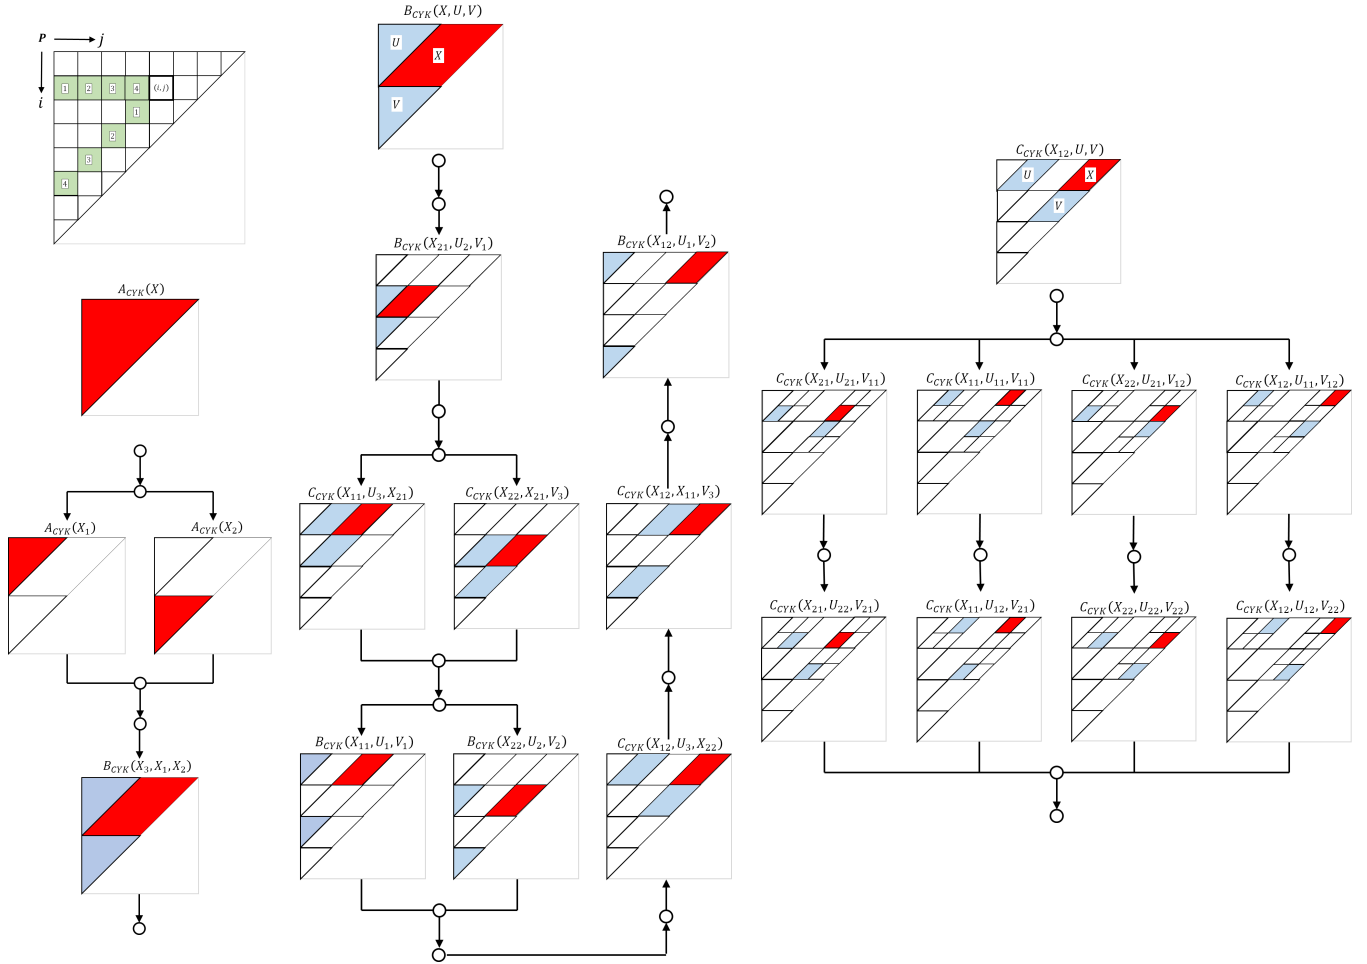 P j
i
1 2 3 4 (i,j)
1
2
3
4
A_CYK(X)
A_CYK(X_1) A_CYK(X_2)
B_CYK(X_3, X_1, X_2)
B_CYK(X, U, V)
U
X
V
B_CYK(X_21, U_2, V_1)
C_CYK(X_11, U_3, X_21) C_CYK(X_22, X_21, V_3)
B_CYK(X_11, U_1, V_1) B_CYK(X_22, U_2, V_2)
C_CYK(X_12, U_3, X_22)
C_CYK(X_12, X_11, V_3)
B_CYK(X_12, U_1, V_2)
C_CYK(X_12, U, V)
U X
V
C_CYK(X_21, U_21, V_11) C_CYK(X_11, U_11, V_11) C_CYK(X_22, U_21, V_12) C_CYK(X_12, U_11, V_12)
C_CYK(X_21, U_22, V_21) C_CYK(X_11, U_12, V_21) C_CYK(X_22, U_22, V_22) C_CYK(X_12, U_12, V_22)